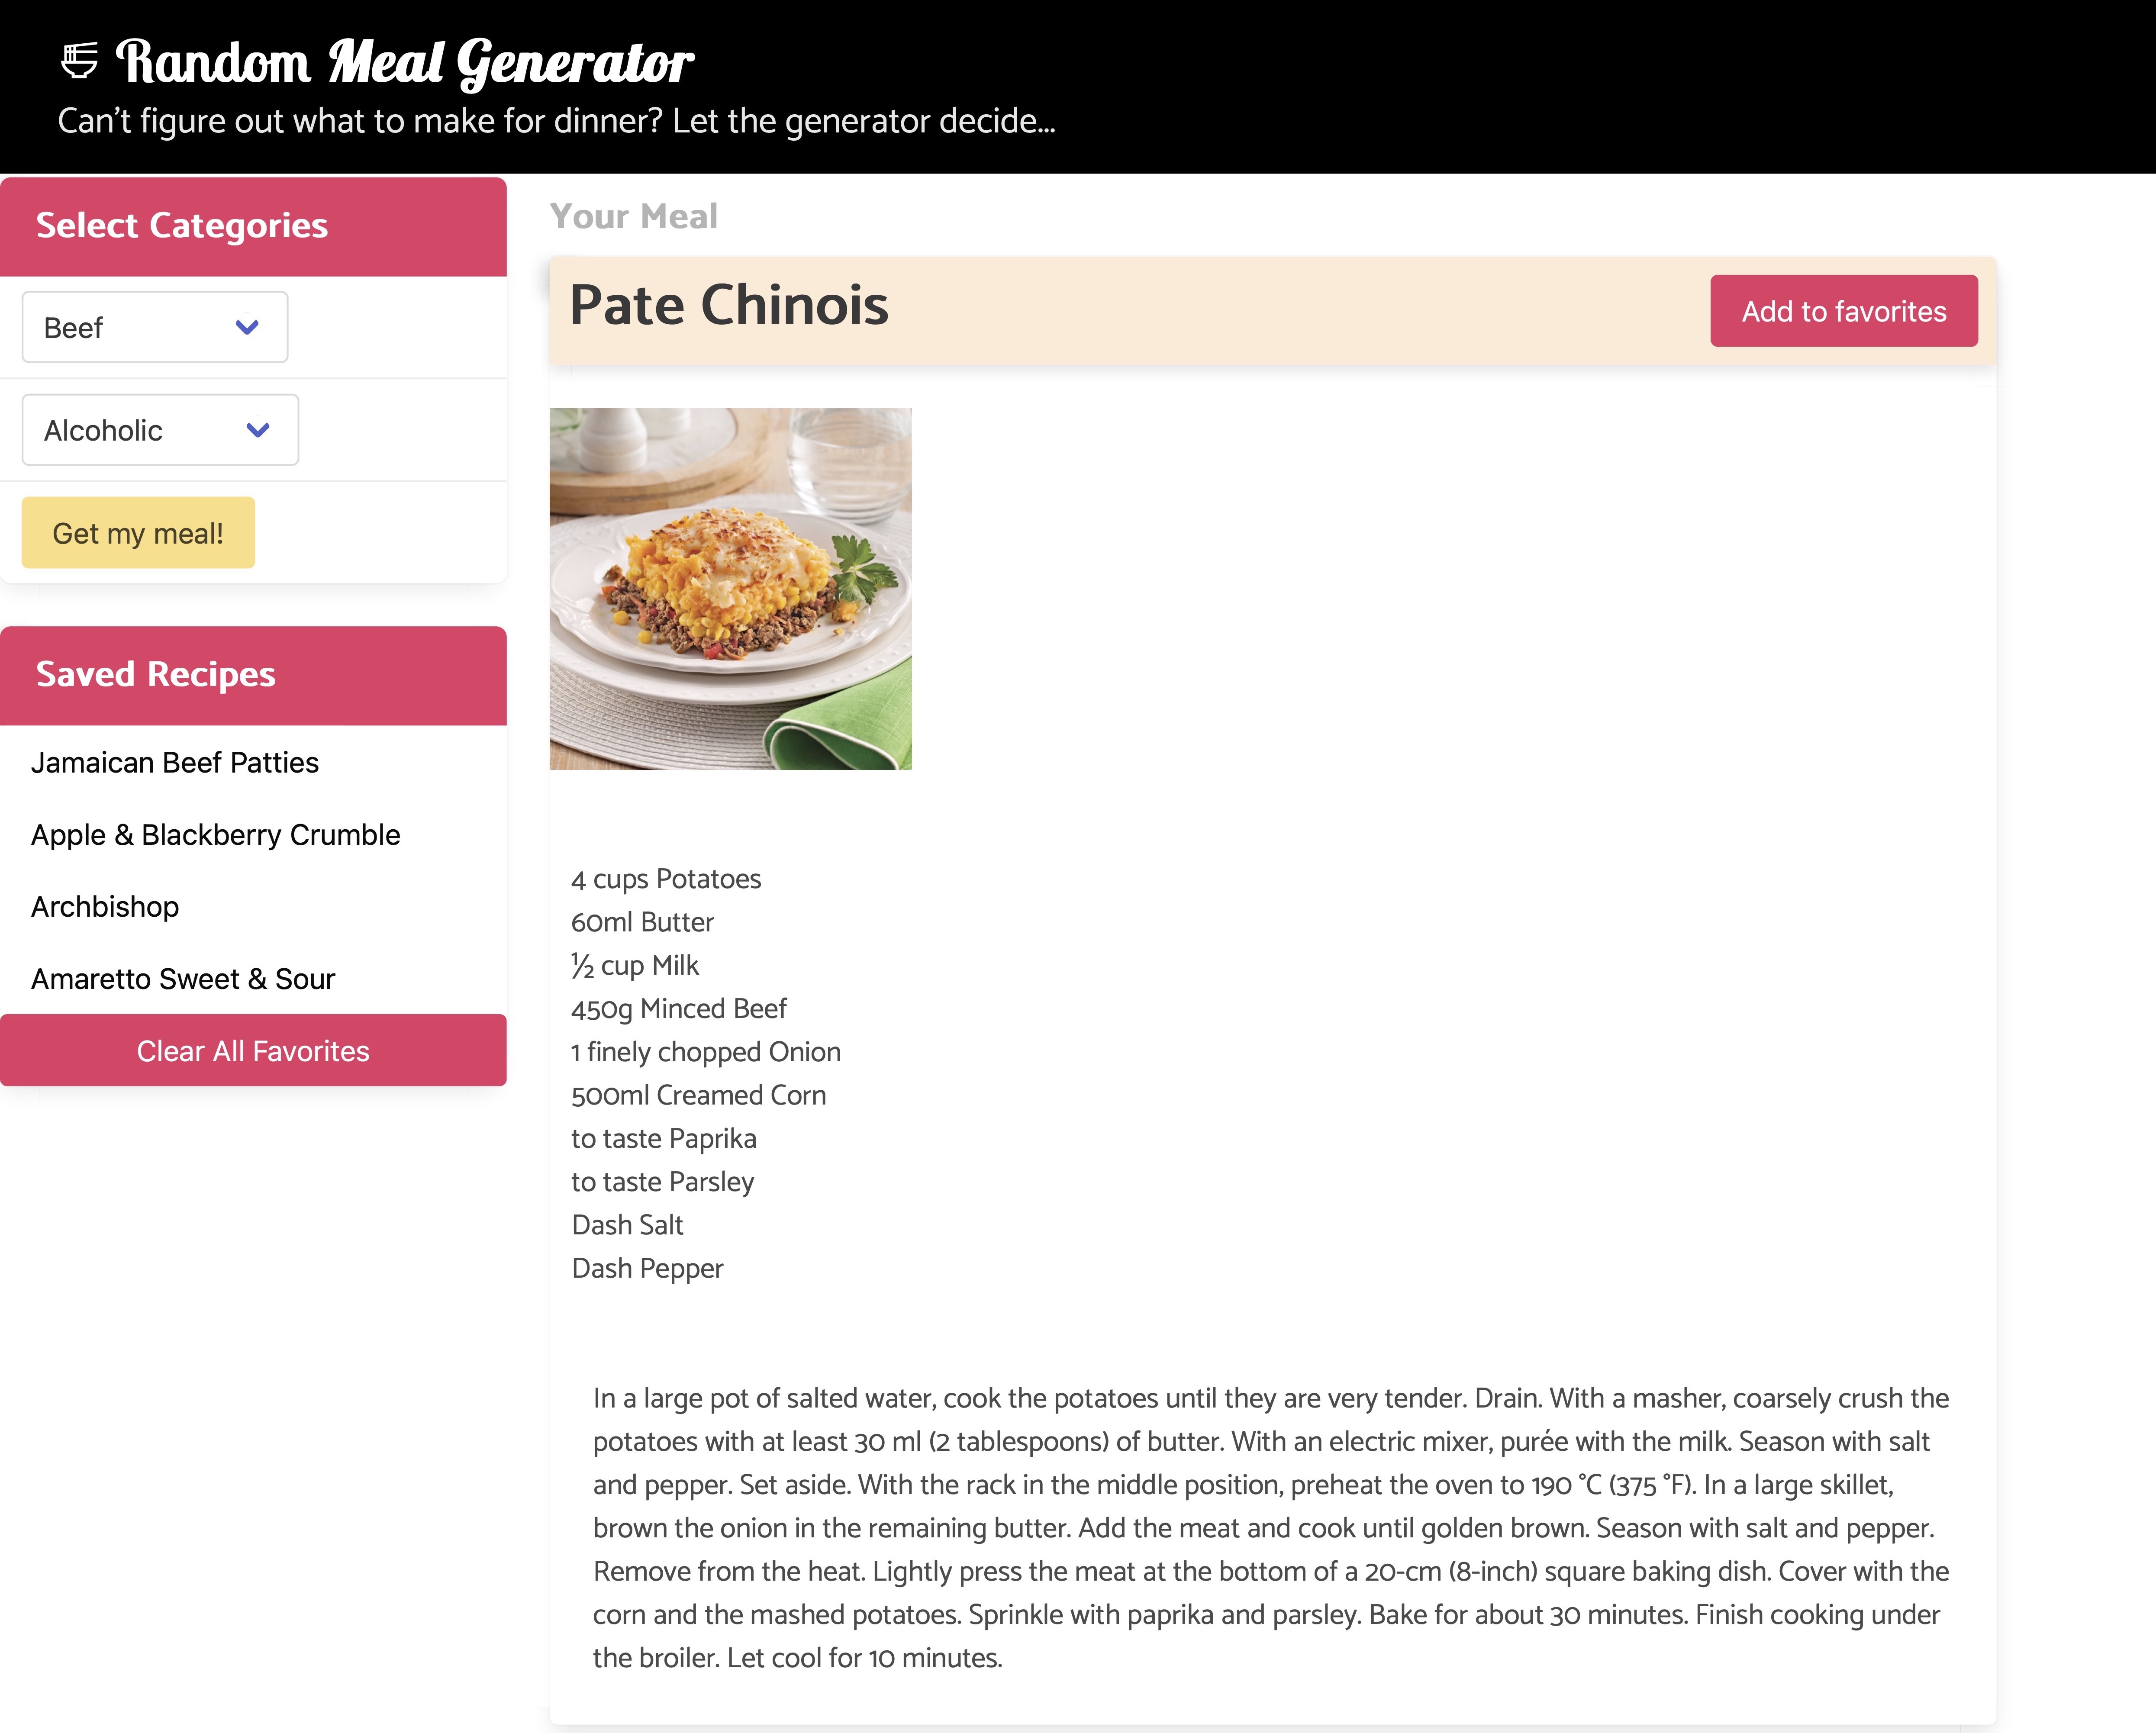 Random Meal Generator
Can't figure out what to make for dinner? Let the generator decide...
Select Categories
Beef
Alcoholic
Get my meal!
Saved Recipes
Jamaican Beef Patties
Apple & Blackberry Crumble
Archbishop
Amaretto Sweet & Sour
Clear All Favorites
Your Meal
Pate Chinois
Add to favorites
4 cups Potatoes
60ml Butter
½ cup Milk
450g Minced Beef
1 finely chopped Onion
500ml Creamed Corn
to taste Paprika
to taste Parsley
Dash Salt
Dash Pepper
In a large pot of salted water, cook the potatoes until they are very tender. Drain. With a masher, coarsely crush the
potatoes with at least 30 ml (2 tablespoons) of butter. With an electric mixer, purée with the milk. Season with salt
and pepper. Set aside. With the rack in the middle position, preheat the oven to 190 °C (375 °F). In a large skillet,
brown the onion in the remaining butter. Add the meat and cook until golden brown. Season with salt and pepper.
Remove from the heat. Lightly press the meat at the bottom of a 20-cm (8-inch) square baking dish. Cover with the
corn and the mashed potatoes. Sprinkle with paprika and parsley. Bake for about 30 minutes. Finish cooking under
the broiler. Let cool for 10 minutes.